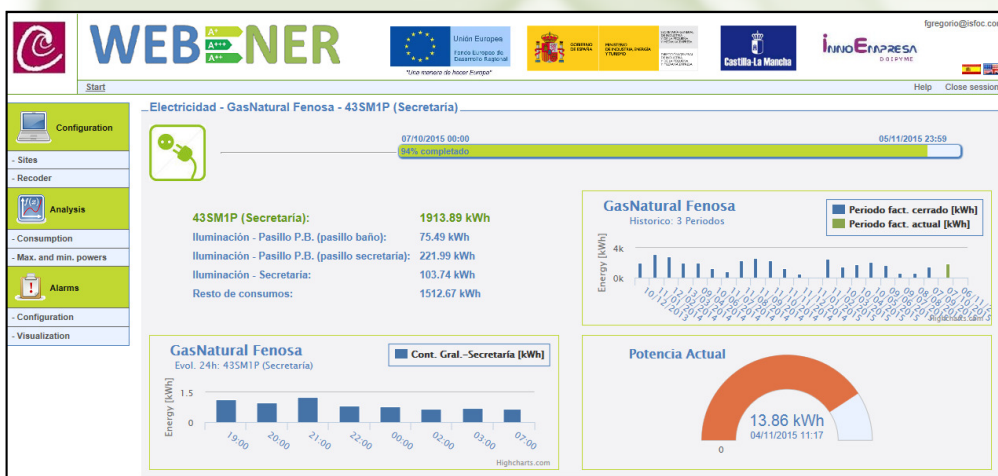 fgregorio@isfoc.com
WEB ENER
A+
A+++
A++
Unión Europea
Fondo Europeo de
Desarrollo Regional
"Una manera de hacer Europa"
GOBIERNO
DE ESPAÑA
MINISTERIO
DE INDUSTRIA, ENERGÍA
Y TURISMO
Castilla-La Mancha
INNOEMPRESA
DGIPYME
Start
Help
Close session
Configuration
- Sites
- Recoder
Analysis
- Consumption
- Max. and min. powers
Alarms
- Configuration
- Visualization
Electricidad - GasNatural Fenosa - 43SM1P (Secretaría)
07/10/2015 00:00
05/11/2015 23:59
94% completado
43SM1P (Secretaría): 1913.89 kWh
Iluminación - Pasillo P.B. (pasillo baño): 75.49 kWh
Iluminación - Pasillo P.B. (pasillo secretaría): 221.99 kWh
Iluminación - Secretaría: 103.74 kWh
Resto de consumos: 1512.67 kWh
GasNatural Fenosa
Historico: 3 Periodos
Periodo fact. cerrado [kWh]
Periodo fact. actual [kWh]
Energy [kWh]
4k
0k
Highcharts.com
GasNatural Fenosa
Evol. 24h: 43SM1P (Secretaría)
Cont. Gral.-Secretaría [kWh]
Energy [kWh]
1.5
0
19:00
20:00
21:00
22:00
00:00
02:00
03:00
07:00
Highcharts.com
Potencia Actual
13.86 kWh
04/11/2015 11:17
0